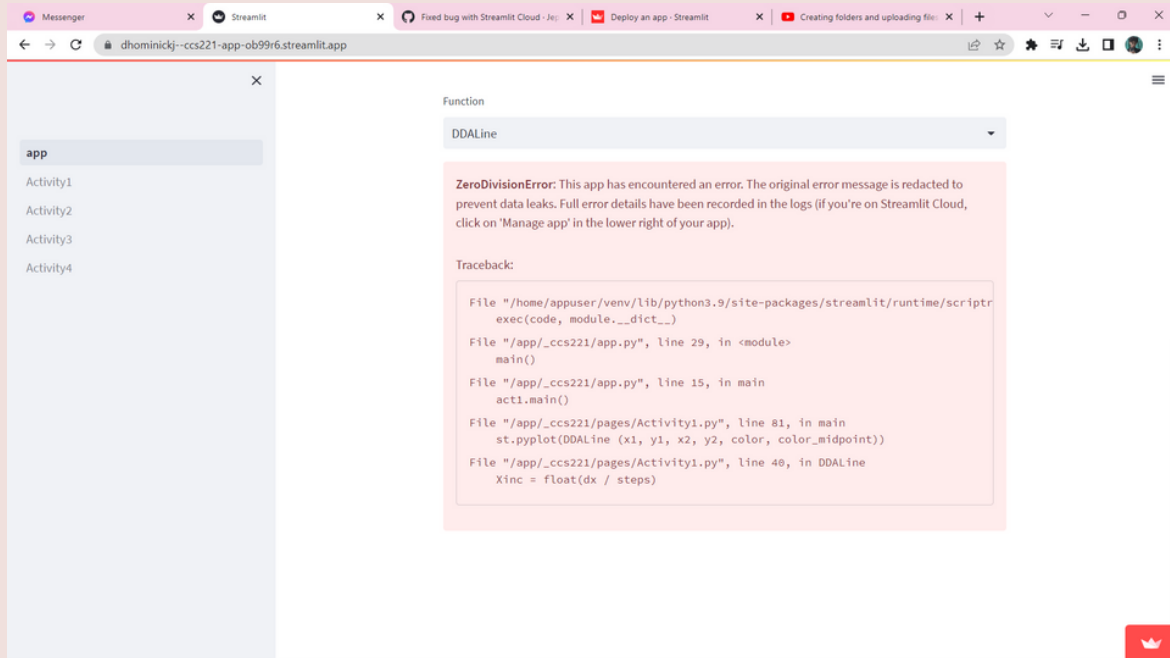 Messenger
Streamlit
Fixed bug with Streamlit Cloud · Jep
Deploy an app - Streamlit
Creating folders and uploading file
dhominickj--ccs221-app-ob99r6.streamlit.app
app
Activity1
Activity2
Activity3
Activity4
Function
DDALine
ZeroDivisionError: This app has encountered an error. The original error message is redacted to
prevent data leaks. Full error details have been recorded in the logs (if you're on Streamlit Cloud,
click on 'Manage app' in the lower right of your app).
Traceback:
File "/home/appuser/venv/lib/python3.9/site-packages/streamlit/runtime/scriptr
exec(code, module.__dict__)
File "/app/_ccs221/app.py", line 29, in <module>
main()
File "/app/_ccs221/app.py", line 15, in main
act1.main()
File "/app/_ccs221/pages/Activity1.py", line 81, in main
st.pyplot(DDALine (x1, y1, x2, y2, color, color_midpoint))
File "/app/_ccs221/pages/Activity1.py", line 40, in DDALine
Xinc = float(dx / steps)